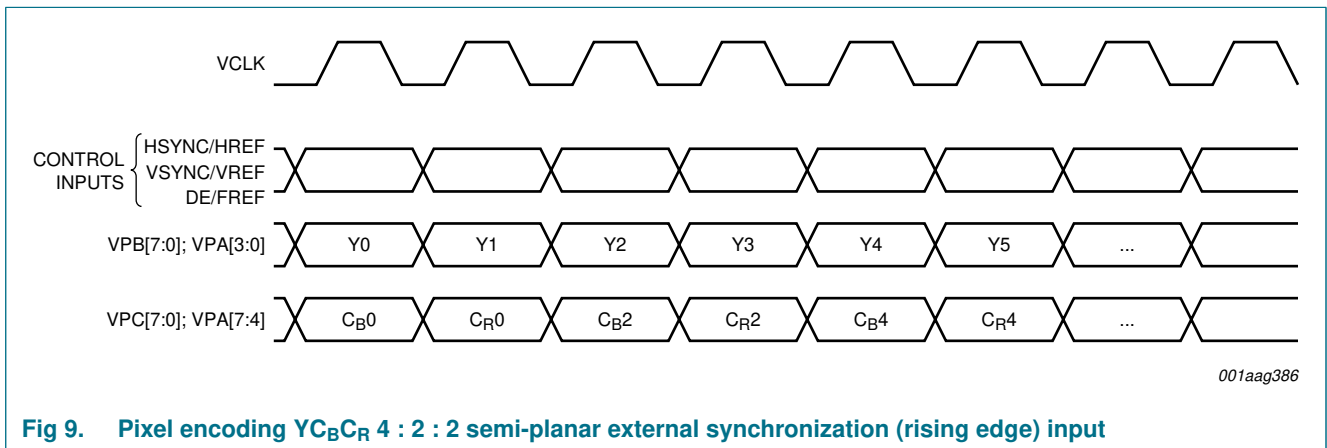 VCLK
CONTROL INPUTS
HSYNC/HREF
VSYNC/VREF
DE/FREF
VPB[7:0]; VPA[3:0] Y0 Y1 Y2 Y3 Y4 Y5 ...
VPC[7:0]; VPA[7:4] CB0 CR0 CB2 CR2 CB4 CR4 ...
001aag386
Fig 9. Pixel encoding YCBCR 4 : 2 : 2 semi-planar external synchronization (rising edge) input